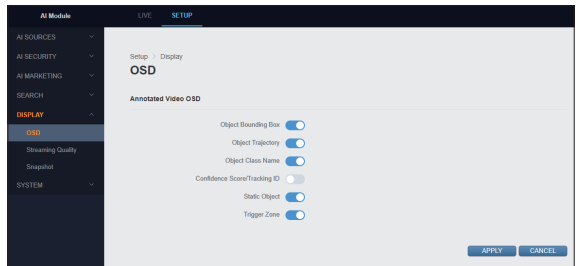 AI Module
LIVE SETUP
AI SOURCES
AI SECURITY
AI MARKETING
SEARCH
DISPLAY
OSD
Streaming Quality
Snapshot
SYSTEM
Setup > Display
OSD
Annotated Video OSD
Object Bounding Box
Object Trajectory
Object Class Name
Confidence Score/Tracking ID
Static Object
Trigger Zone
APPLY CANCEL